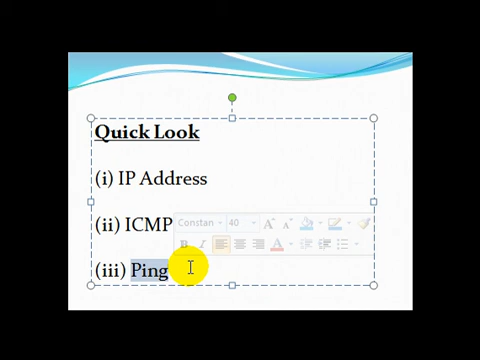 Quick Look
(i) IP Address
(ii) ICMP
Constan 40
(iii) Ping